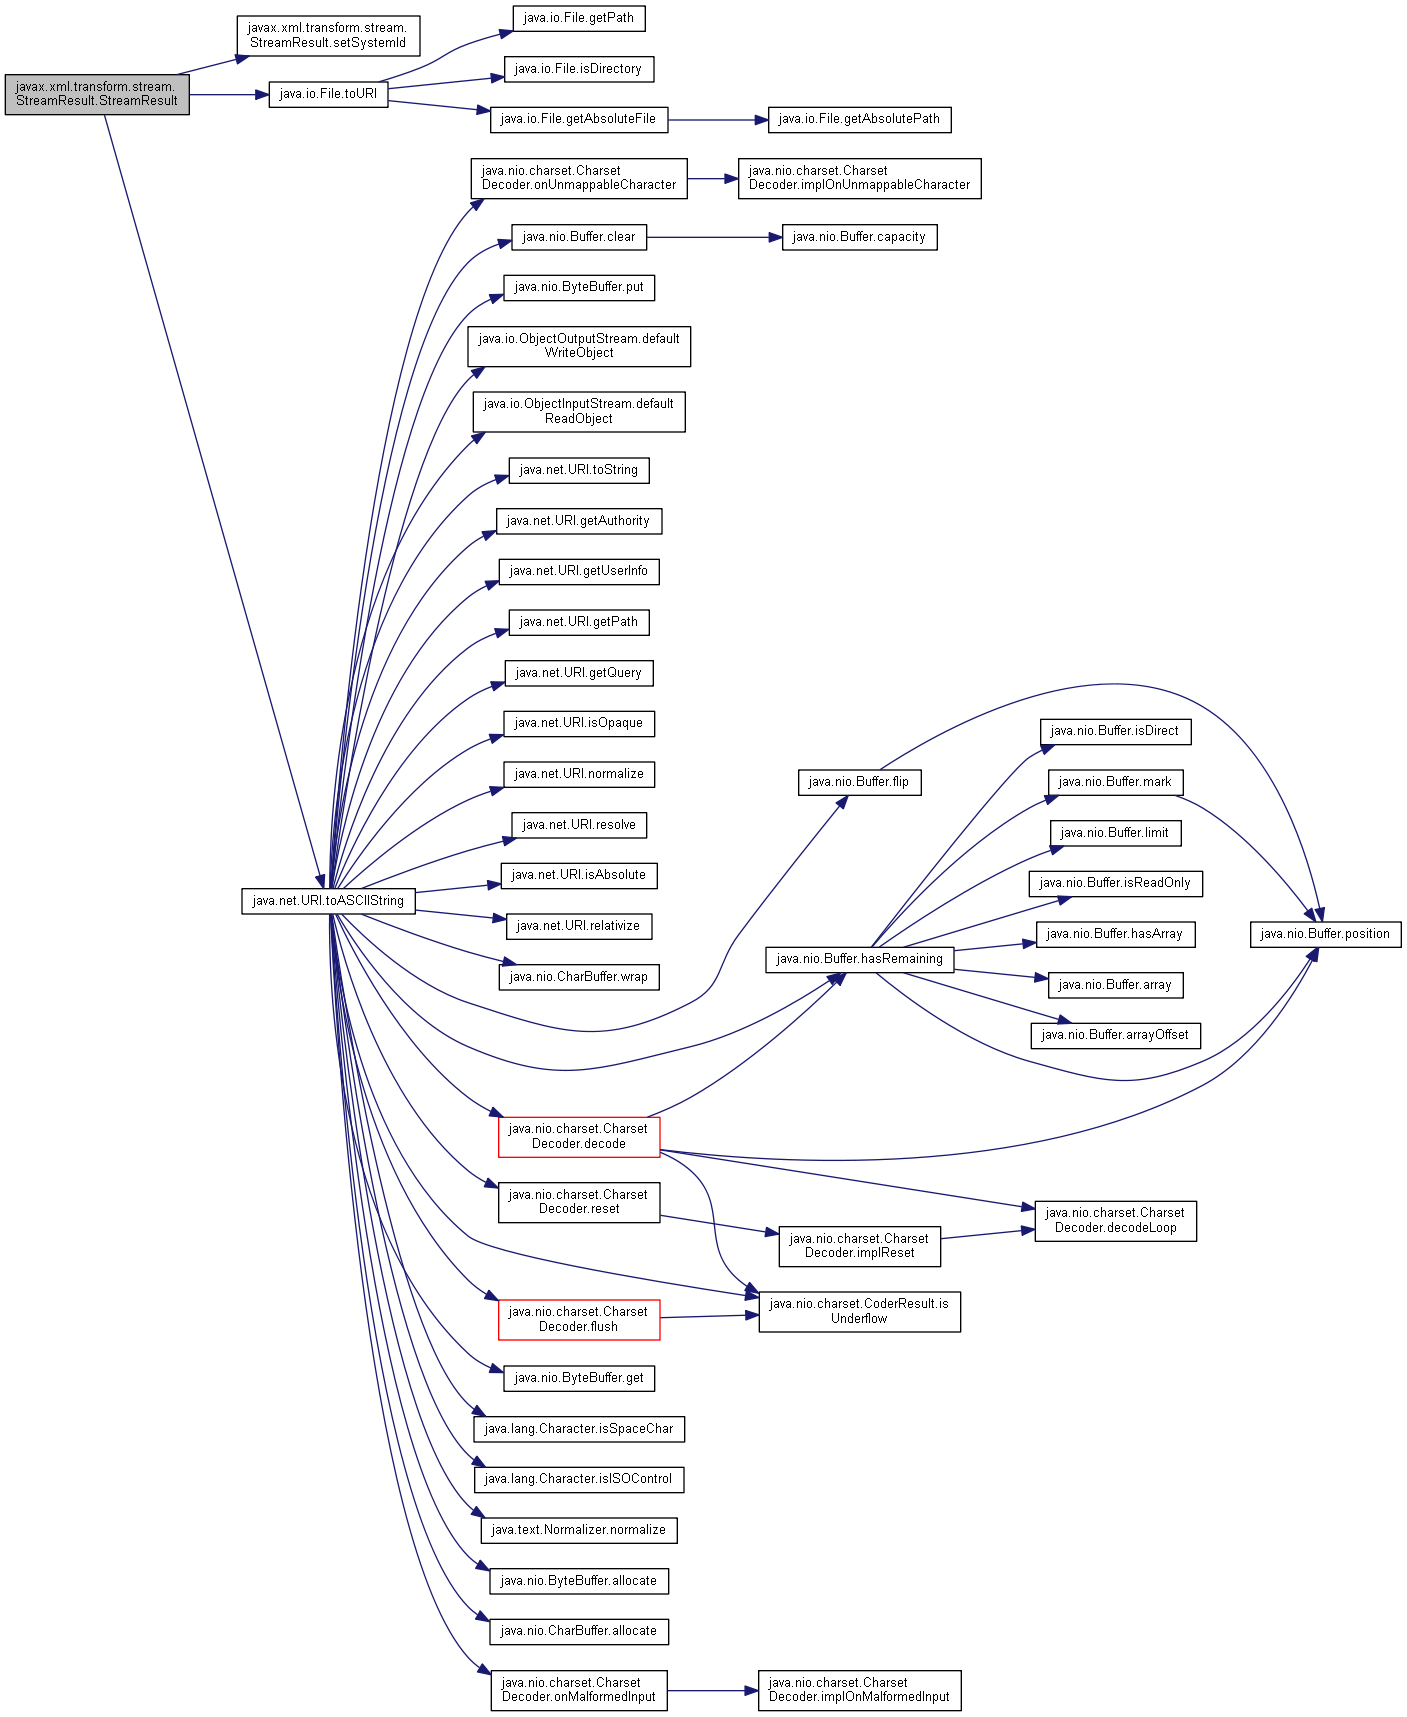 javax.xml.transform.stream.
StreamResult.StreamResult
javax.xml.transform.stream.
StreamResult.setSystemId
java.io.File.toURI
java.io.File.getPath
java.io.File.isDirectory
java.io.File.getAbsoluteFile
java.io.File.getAbsolutePath
java.nio.charset.Charset
Decoder.onUnmappableCharacter
java.nio.charset.Charset
Decoder.implOnUnmappableCharacter
java.nio.Buffer.clear
java.nio.Buffer.capacity
java.nio.ByteBuffer.put
java.io.ObjectOutputStream.default
WriteObject
java.io.ObjectInputStream.default
ReadObject
java.net.URI.toString
java.net.URI.getAuthority
java.net.URI.getUserInfo
java.net.URI.getPath
java.net.URI.getQuery
java.net.URI.isOpaque
java.net.URI.normalize
java.net.URI.resolve
java.net.URI.isAbsolute
java.net.URI.toASCIIString
java.net.URI.relativize
java.nio.CharBuffer.wrap
java.nio.Buffer.flip
java.nio.Buffer.hasRemaining
java.nio.Buffer.isDirect
java.nio.Buffer.mark
java.nio.Buffer.limit
java.nio.Buffer.isReadOnly
java.nio.Buffer.hasArray
java.nio.Buffer.array
java.nio.Buffer.arrayOffset
java.nio.Buffer.position
java.nio.charset.Charset
Decoder.decode
java.nio.charset.Charset
Decoder.reset
java.nio.charset.Charset
Decoder.implReset
java.nio.charset.Charset
Decoder.decodeLoop
java.nio.charset.Charset
Decoder.flush
java.nio.charset.CoderResult.is
Underflow
java.nio.ByteBuffer.get
java.lang.Character.isSpaceChar
java.lang.Character.isISOControl
java.text.Normalizer.normalize
java.nio.ByteBuffer.allocate
java.nio.CharBuffer.allocate
java.nio.charset.Charset
Decoder.onMalformedInput
java.nio.charset.Charset
Decoder.implOnMalformedInput